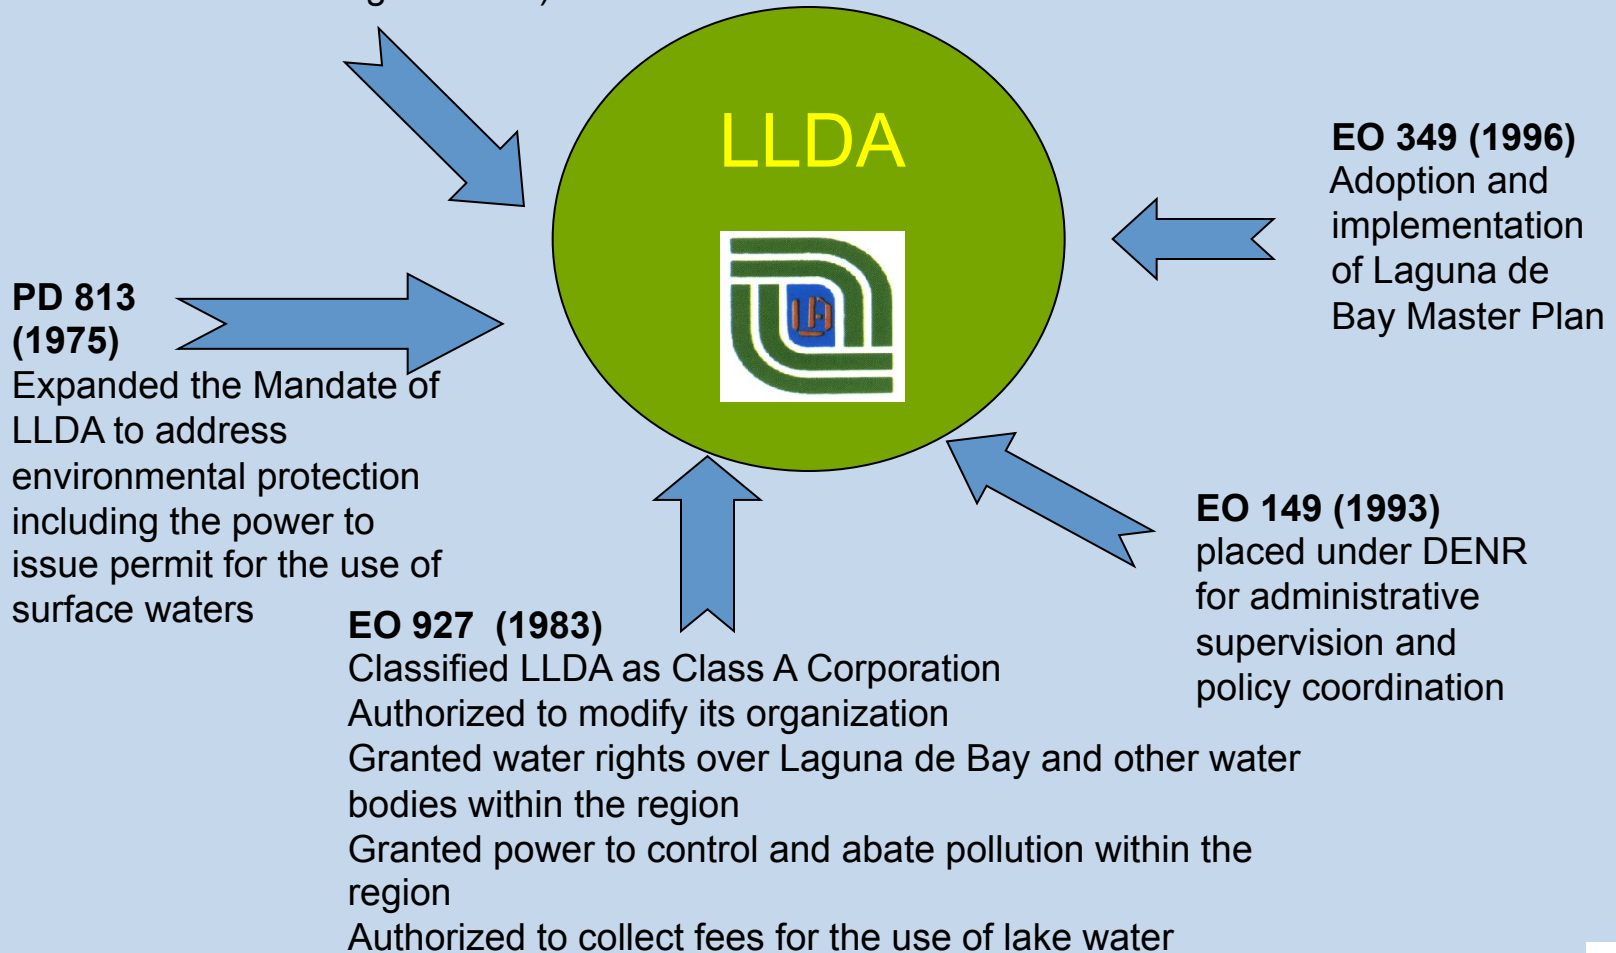 LLDA
EO 349 (1996)
Adoption and
implementation
of Laguna de
Bay Master Plan
PD 813
(1975)
Expanded the Mandate of
LLDA to address
environmental protection
including the power to
issue permit for the use of
surface waters
EO 149 (1993)
placed under DENR
for administrative
supervision and
policy coordination
EO 927 (1983)
Classified LLDA as Class A Corporation
Authorized to modify its organization
Granted water rights over Laguna de Bay and other water
bodies within the region
Granted power to control and abate pollution within the
region
Authorized to collect fees for the use of lake water